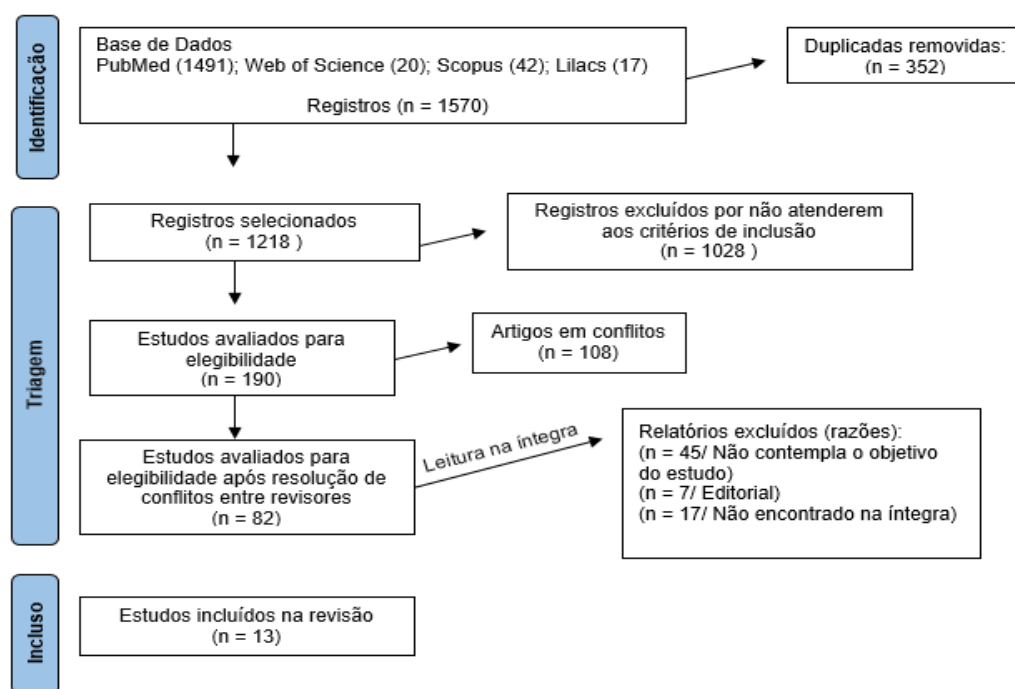 Identificação
Base de Dados
PubMed (1491); Web of Science (20); Scopus (42); Lilacs (17)
Registros (n = 1570)
Duplicadas removidas:
(n = 352)
Triagem
Registros selecionados
(n = 1218 )
Registros excluídos por não atenderem
aos critérios de inclusão
(n = 1028 )
Estudos avaliados para
elegibilidade
(n = 190)
Artigos em conflitos
(n = 108)
Estudos avaliados para
elegibilidade após resolução de
conflitos entre revisores
(n = 82)
Leitura na íntegra
Relatórios excluídos (razões):
(n = 45/ Não contempla o objetivo
do estudo)
(n = 7/ Editorial)
(n = 17/ Não encontrado na íntegra)
Incluso
Estudos incluídos na revisão
(n = 13)